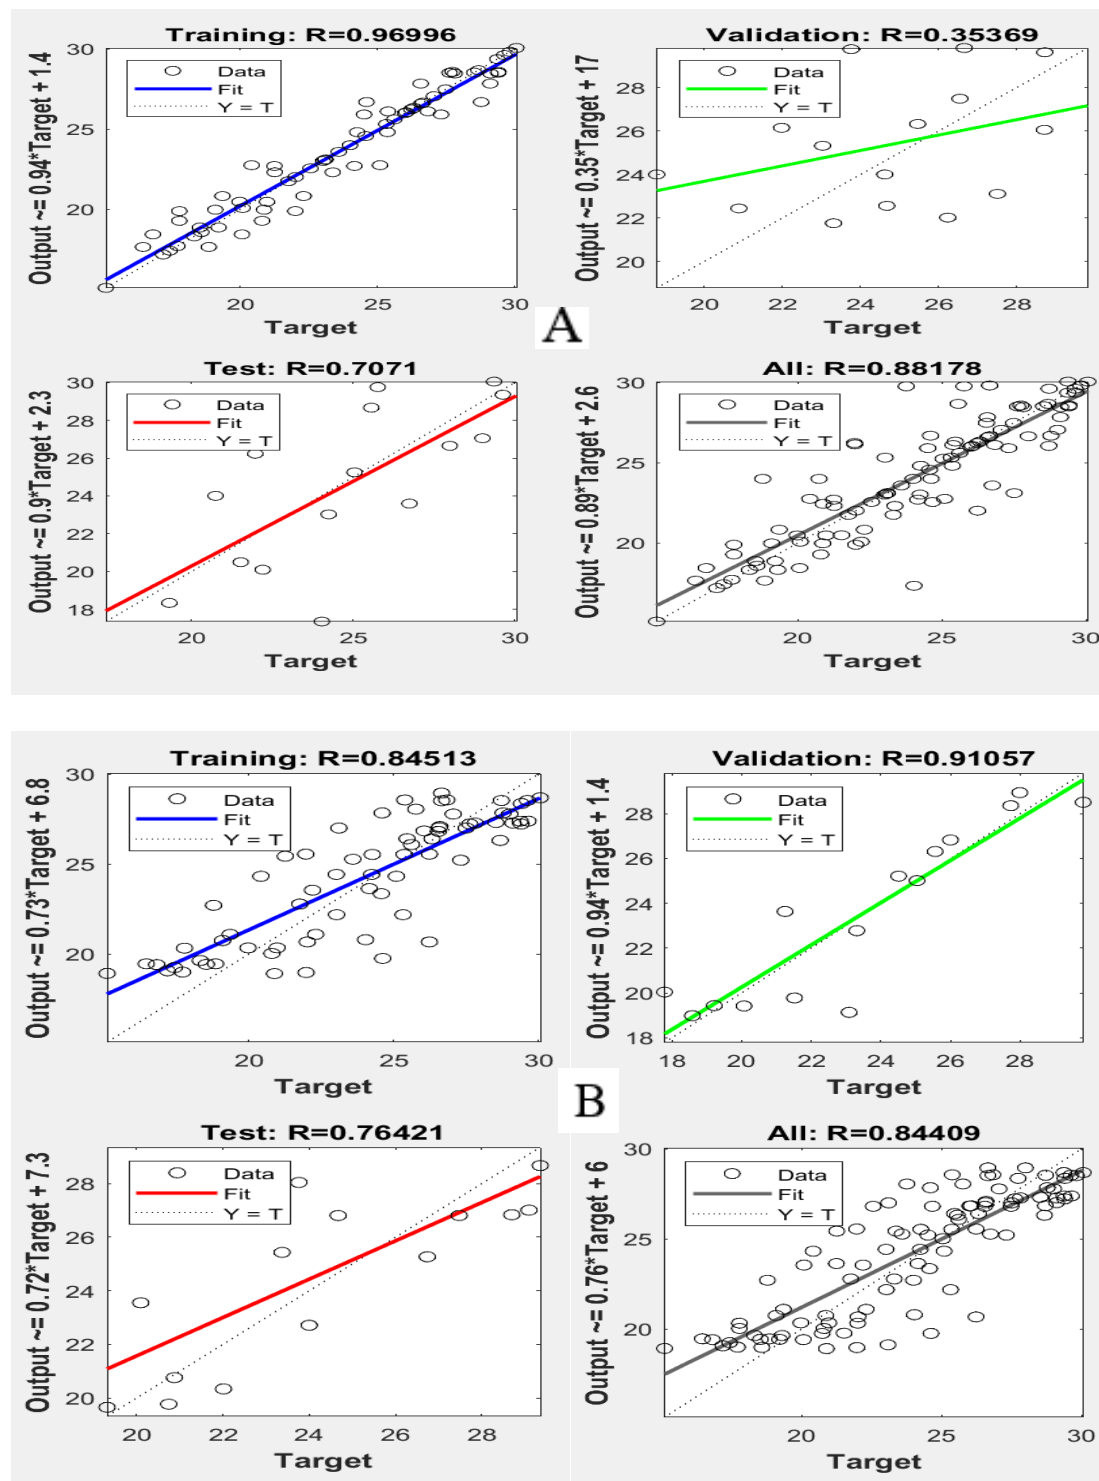 Training: R=0.96996
Output ~= 0.94*Target + 1.4
30
25
20
Data
Fit
Y = T
20
25
30
Target
Validation: R=0.35369
Output ~= 0.35*Target + 17
28
26
24
22
20
Data
Fit
Y = T
20
22
24
26
28
Target
A
Test: R=0.7071
Output ~= 0.9*Target + 2.3
30
28
26
24
22
20
18
Data
Fit
Y = T
20
25
30
Target
All: R=0.88178
Output ~= 0.89*Target + 2.6
30
25
20
Data
Fit
Y = T
20
25
30
Target
Training: R=0.84513
Output ~= 0.73*Target + 6.8
30
25
20
Data
Fit
Y = T
20
25
30
Target
Validation: R=0.91057
Output ~= 0.94*Target + 1.4
28
26
24
22
20
18
Data
Fit
Y = T
18
20
22
24
26
28
Target
B
Test: R=0.76421
Output ~= 0.72*Target + 7.3
28
26
24
22
20
Data
Fit
Y = T
20
22
24
26
28
Target
All: R=0.84409
Output ~= 0.76*Target + 6
30
25
20
Data
Fit
Y = T
20
25
30
Target